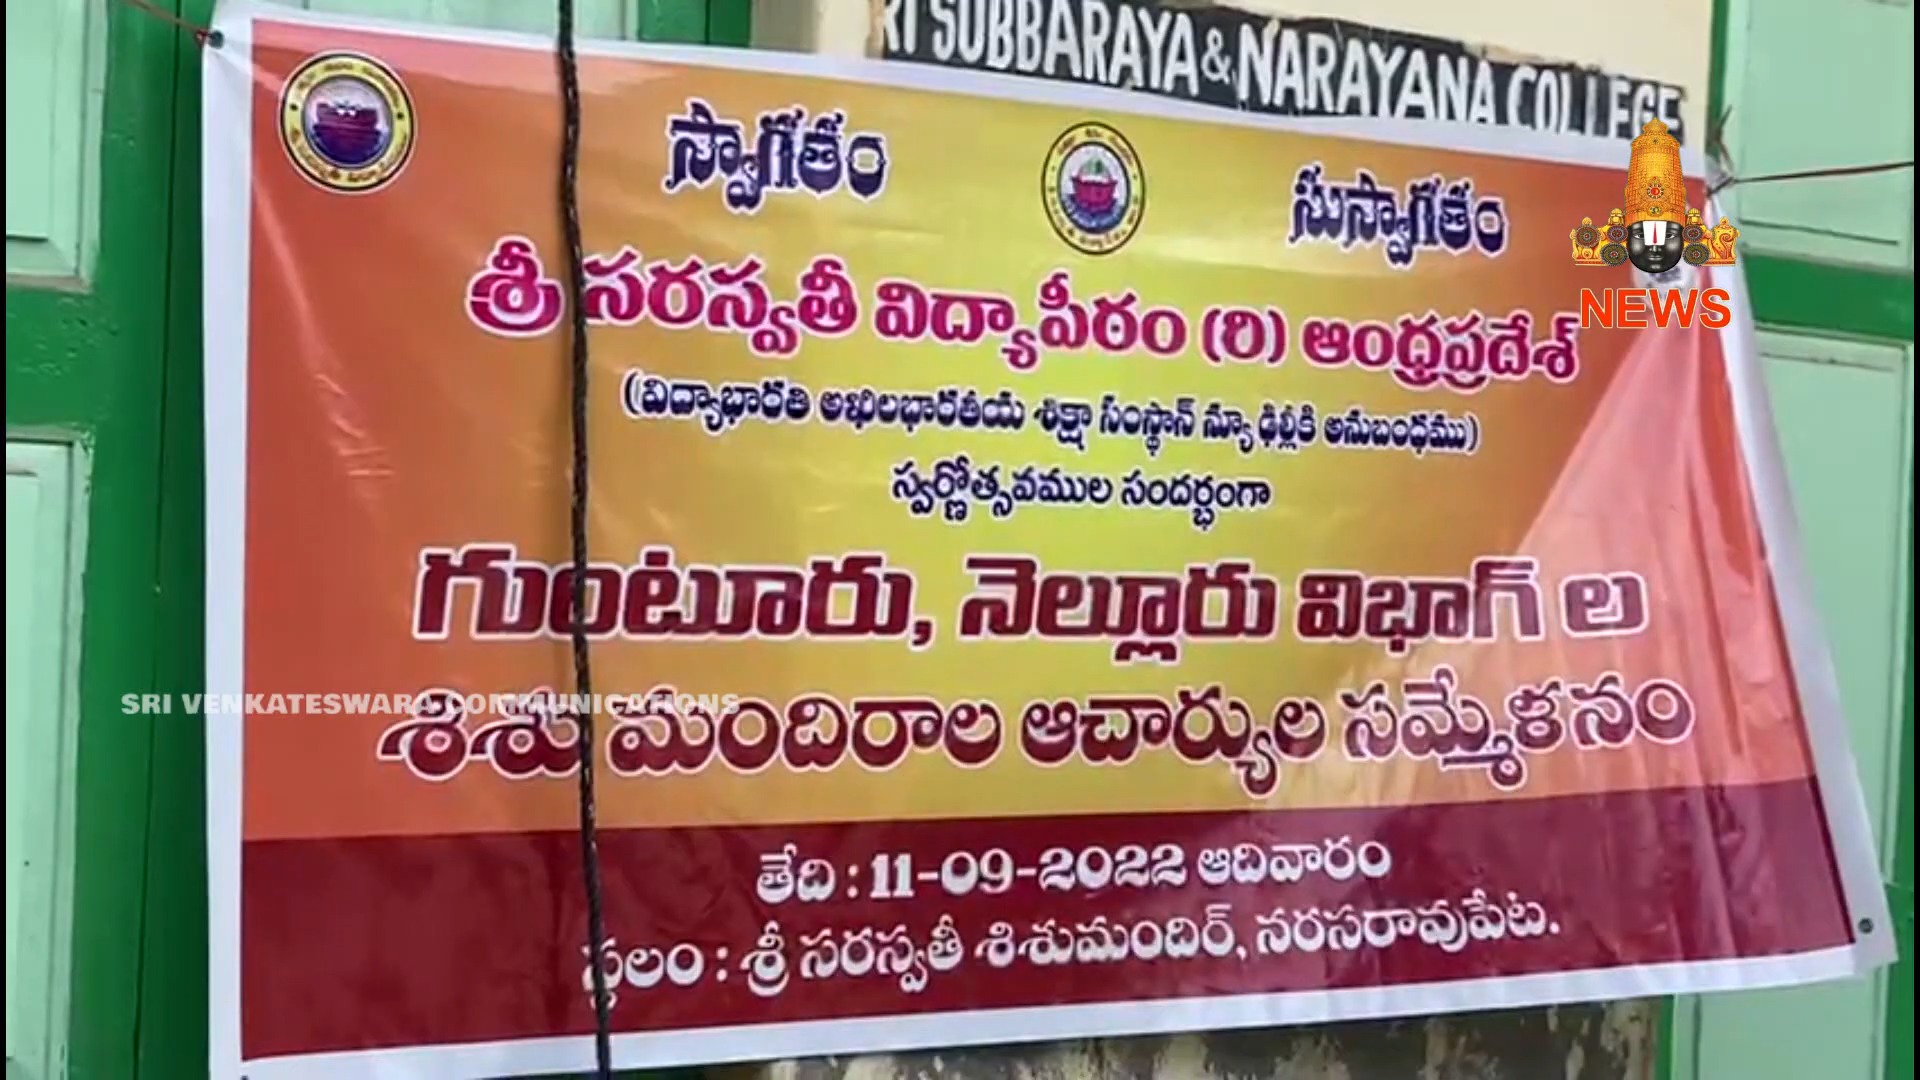 RI SUBBARAYA & NARAYANA COLLEGE
స్వాగతం సుస్వాగతం
శ్రీ సరస్వతీ విద్యాపీఠం (రి) ఆంధ్రప్రదేశ్
(విద్యాభారతి అఖిలభారతీయ శిక్షా సంస్థాన్ న్యూఢిల్లీకి అనుబంధము)
స్వర్ణోత్సవముల సందర్భంగా
గుంటూరు, నెల్లూరు విభాగ్ ల
శిశు మందిరాల ఆచార్యుల సమ్మేళనం
తేది : 11-09-2022 ఆదివారం
స్థలం : శ్రీ సరస్వతీ శిశుమందిర్, నరసరావుపేట.
NEWS
SRI VENKATESWARA COMMUNICATIONS